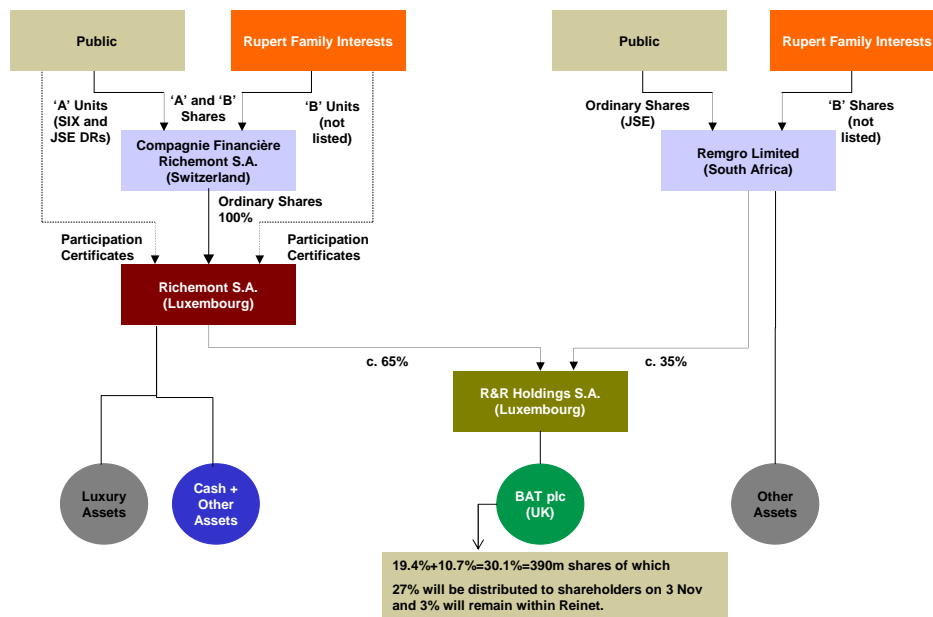 Public
Rupert Family Interests
Public
Rupert Family Interests
‘A’ Units
(SIX and
JSE DRs)
‘A’ and ‘B’
Shares
‘B’ Units
(not
listed)
Ordinary Shares
(JSE)
‘B’ Shares
(not
listed)
Compagnie Financière
Richemont S.A.
(Switzerland)
Remgro Limited
(South Africa)
Ordinary Shares
100%
Participation
Certificates
Participation
Certificates
Richemont S.A.
(Luxembourg)
c. 65%
c. 35%
R&R Holdings S.A.
(Luxembourg)
Luxury
Assets
Cash +
Other
Assets
BAT plc
(UK)
Other
Assets
19.4%+10.7%=30.1%=390m shares of which
27% will be distributed to shareholders on 3 Nov
and 3% will remain within Reinet.